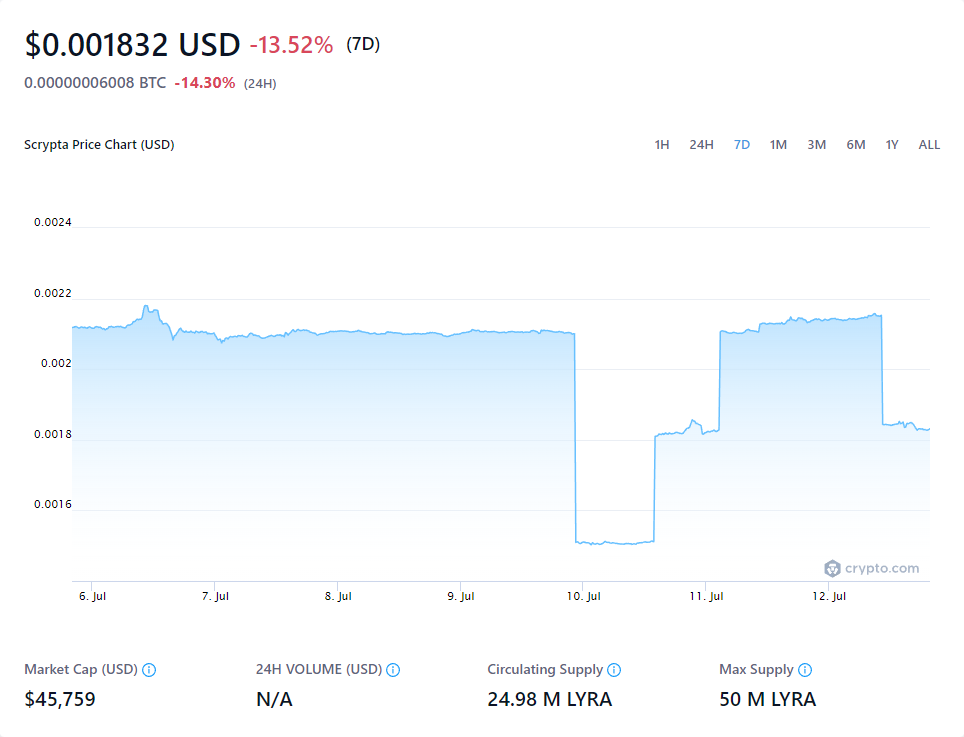 $0.001832 USD -13.52% (7D)
0.00000006008 BTC -14.30% (24H)
Scrypta Price Chart (USD) 1H 24H 7D 1M 3M 6M 1Y ALL
0.0024
0.0022
0.002
0.0018
0.0016
crypto.com
6. Jul 7. Jul 8. Jul 9. Jul 10. Jul 11. Jul 12. Jul
Market Cap (USD) 24H VOLUME (USD) Circulating Supply Max Supply
$45,759 N/A 24.98 M LYRA 50 M LYRA